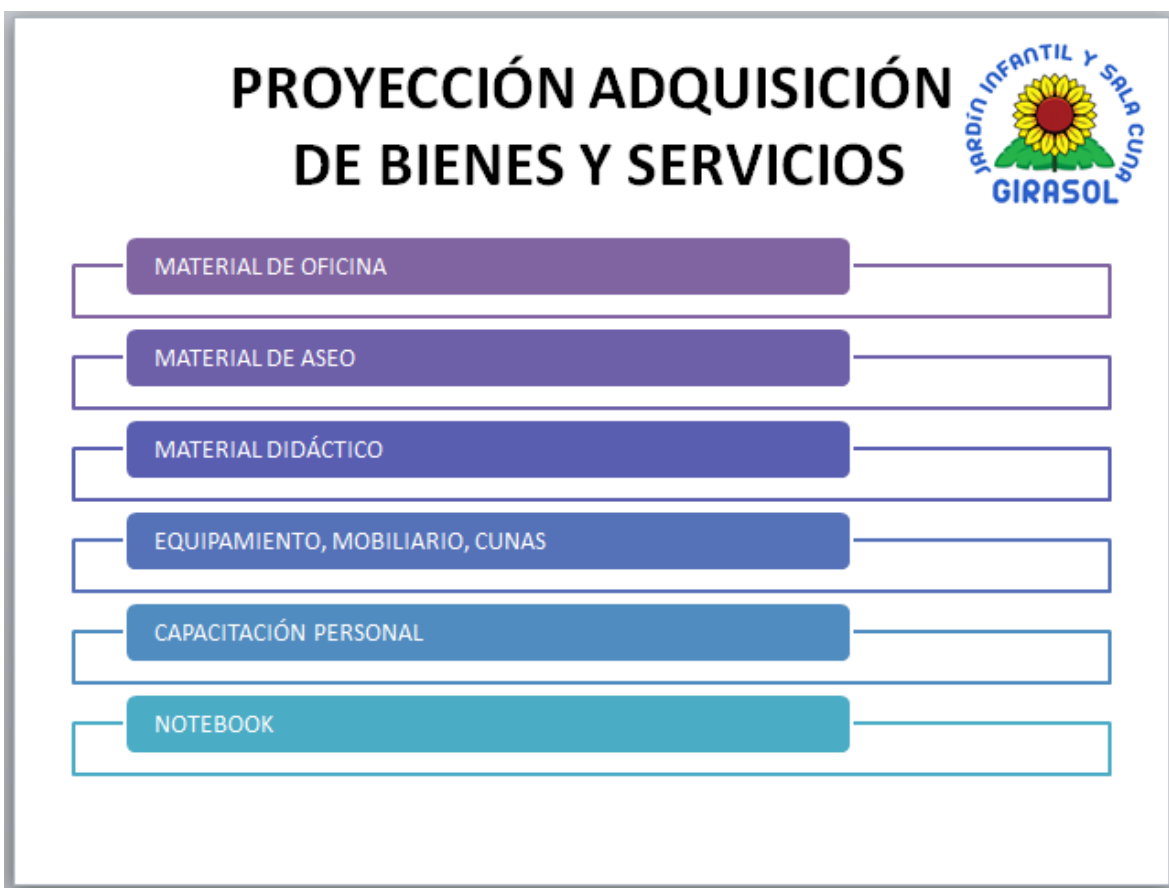 PROYECCIÓN ADQUISICIÓN
DE BIENES Y SERVICIOS
JARDíN INFANTIL Y SALA CUNA
GIRASOL
MATERIAL DE OFICINA
MATERIAL DE ASEO
MATERIAL DIDÁCTICO
EQUIPAMIENTO, MOBILIARIO, CUNAS
CAPACITACIÓN PERSONAL
NOTEBOOK